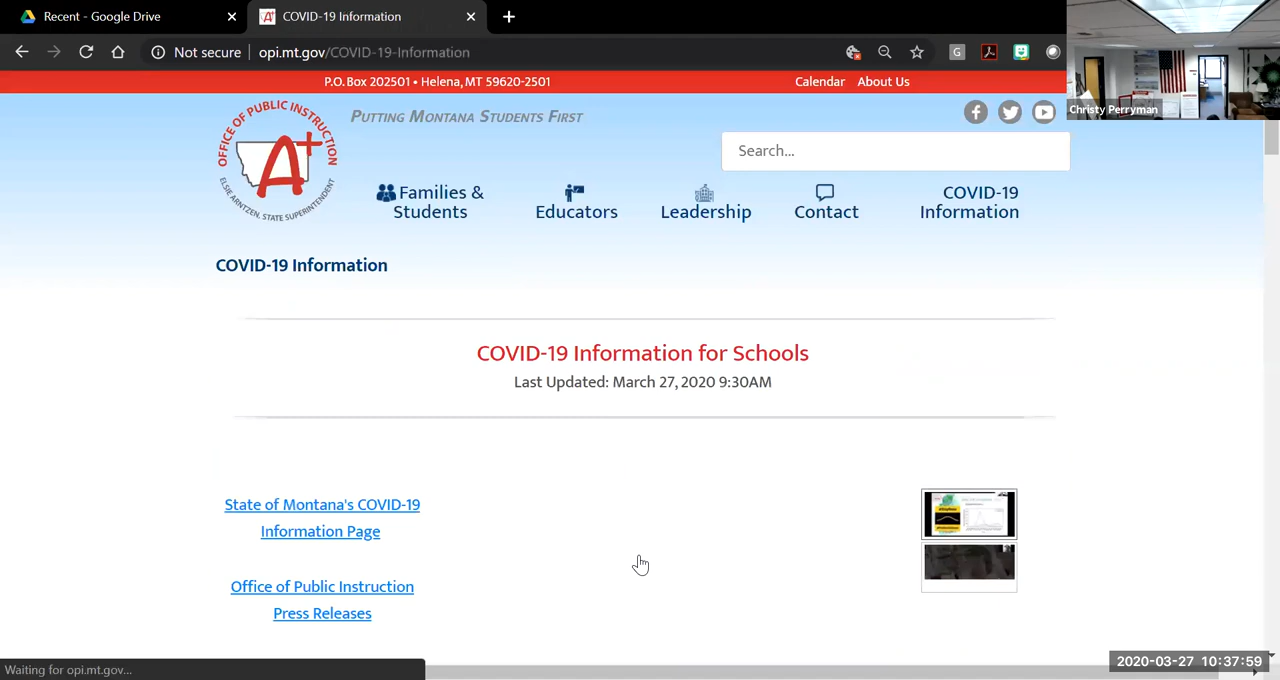 Recent - Google Drive
COVID-19 Information
Not secure
opi.mt.gov/COVID-19-Information
G
P.O. Box 202501 • Helena, MT 59620-2501
Calendar
About Us
Christy Perryman
OFFICE OF PUBLIC INSTRUCTION
A+
ELSIE ARNTZEN, STATE SUPERINTENDENT
PUTTING MONTANA STUDENTS FIRST
Search...
Families &
Students
Educators
Leadership
Contact
COVID-19
Information
COVID-19 Information
COVID-19 Information for Schools
Last Updated: March 27, 2020 9:30AM
State of Montana's COVID-19
Information Page
Office of Public Instruction
Press Releases
Waiting for opi.mt.gov...
2020-03-27 10:37:59